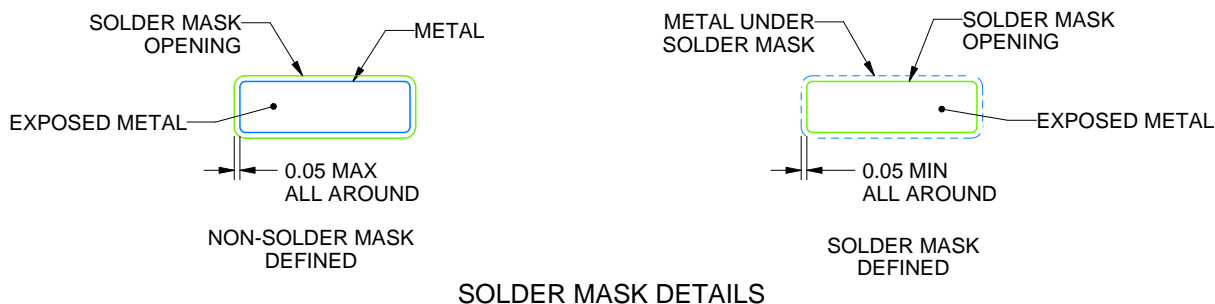 SOLDER MASK
OPENING
METAL
EXPOSED METAL
0.05 MAX
ALL AROUND
NON-SOLDER MASK
DEFINED
METAL UNDER
SOLDER MASK
SOLDER MASK
OPENING
EXPOSED METAL
0.05 MIN
ALL AROUND
SOLDER MASK
DEFINED
SOLDER MASK DETAILS